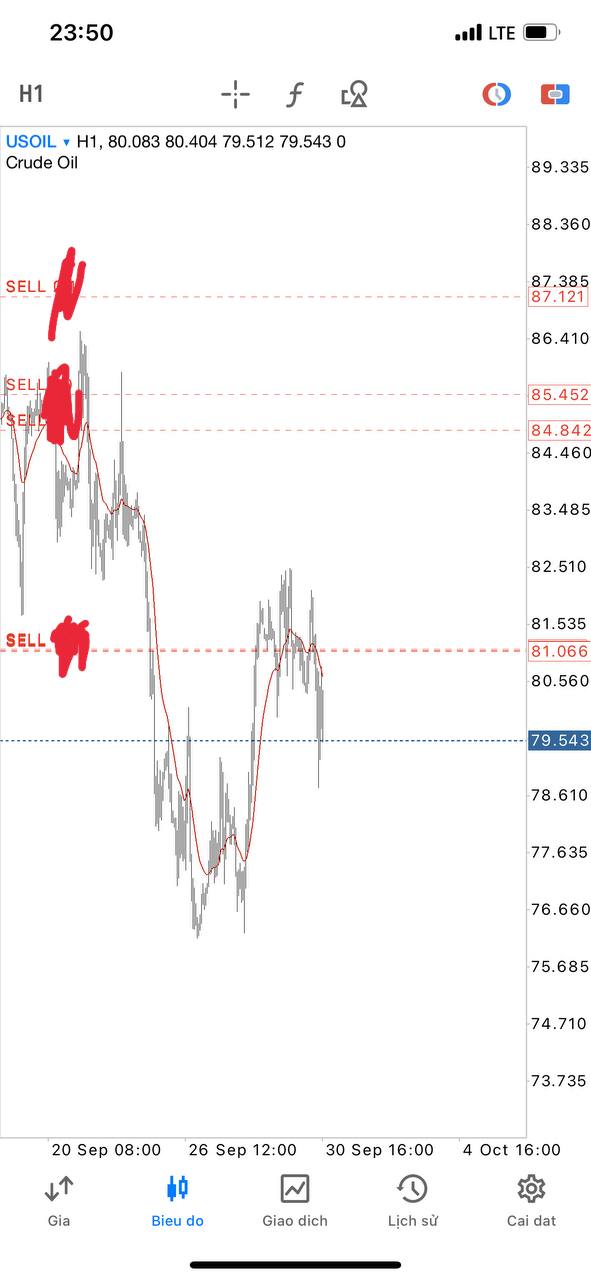 23:50
LTE
H1
USOIL ▾ H1, 80.083 80.404 79.512 79.543 0
Crude Oil
89.335
88.360
87.385
SELL
87.121
86.410
SELL
85.452
SELL
84.842
84.460
83.485
82.510
81.535
SELL
81.066
80.560
79.543
78.610
77.635
76.660
75.685
74.710
73.735
20 Sep 08:00 26 Sep 12:00 30 Sep 16:00 4 Oct 16:00
Gia Bieu do Giao dich Lịch sử Cai dat